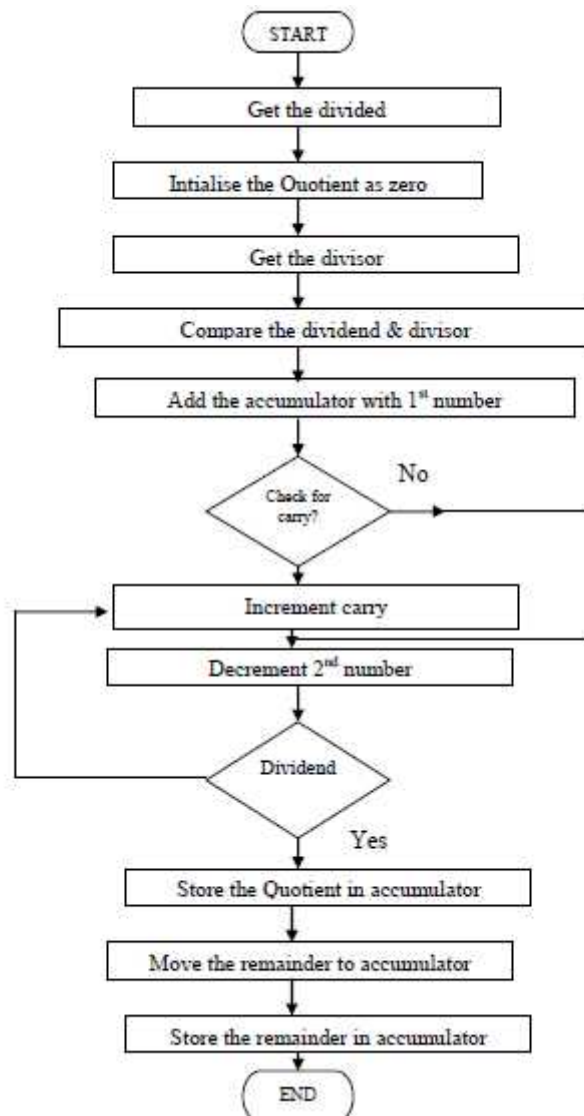 START
Get the divided
Intialise the Quotient as zero
Get the divisor
Compare the dividend & divisor
Add the accumulator with 1st number
Check for
carry?
No
Increment carry
Decrement 2nd number
Dividend
Yes
Store the Quotient in accumulator
Move the remainder to accumulator
Store the remainder in accumulator
END